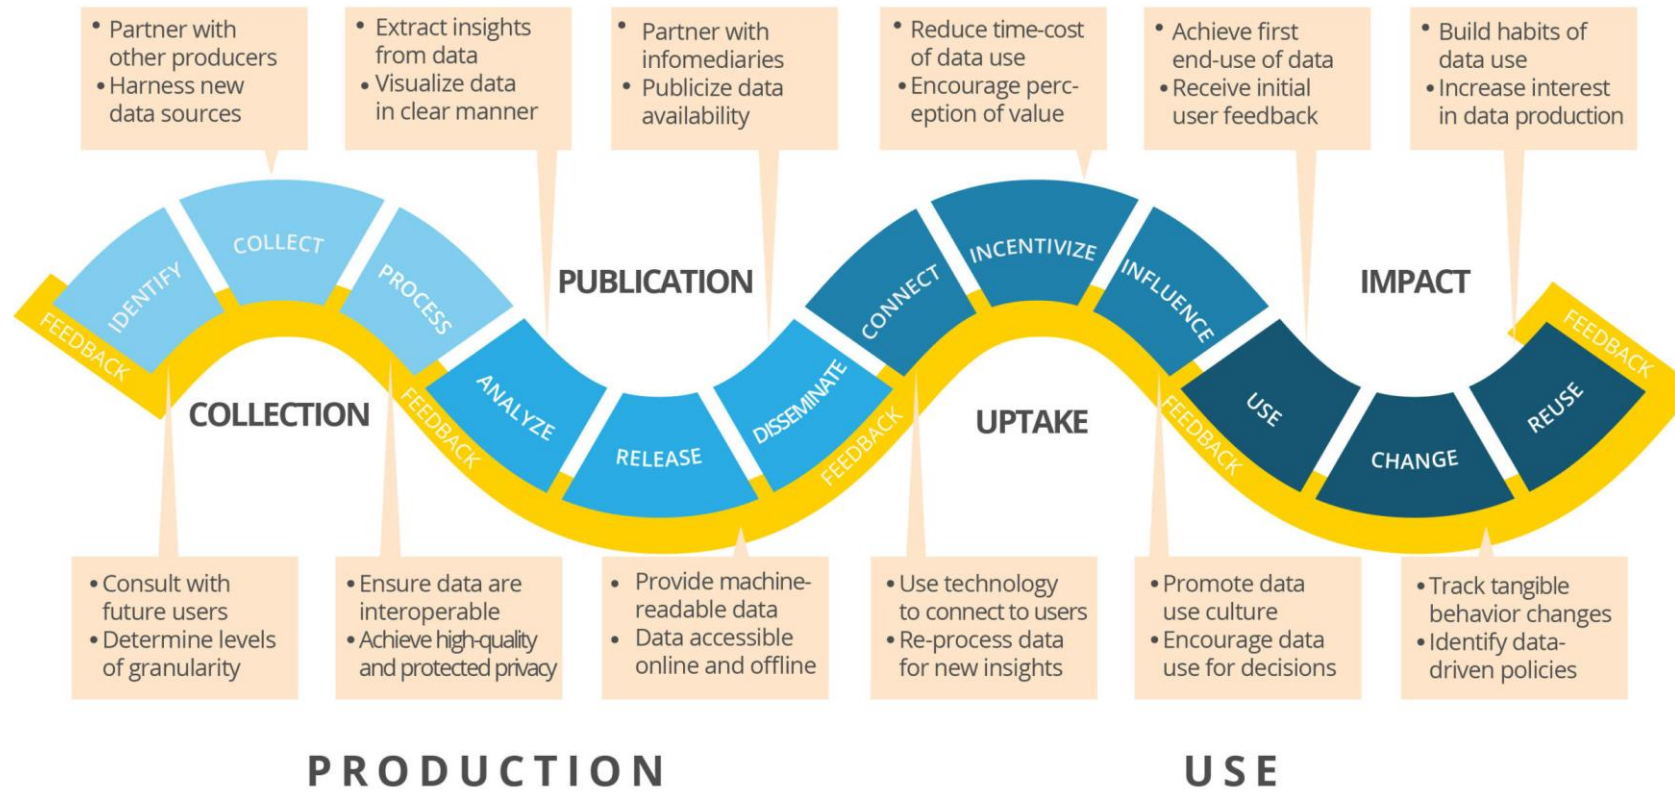 • Partner with
other producers
• Harness new
data sources
• Extract insights
from data
• Visualize data
in clear manner
• Partner with
infomediaries
• Publicize data
availability
• Reduce time-cost
of data use
• Encourage perc-
eption of value
• Achieve first
end-use of data
• Receive initial
user feedback
• Build habits of
data use
• Increase interest
in data production
IDENTIFY
COLLECT
PROCESS
ANALYZE
RELEASE
DISSEMINATE
CONNECT
INCENTIVIZE
INFLUENCE
USE
CHANGE
REUSE
FEEDBACK
FEEDBACK
FEEDBACK
FEEDBACK
FEEDBACK
COLLECTION
PUBLICATION
UPTAKE
IMPACT
• Consult with
future users
• Determine levels
of granularity
• Ensure data are
interoperable
• Achieve high-quality
and protected privacy
• Provide machine-
readable data
• Data accessible
online and offline
• Use technology
to connect to users
• Re-process data
for new insights
• Promote data
use culture
• Encourage data
use for decisions
• Track tangible
behavior changes
• Identify data-
driven policies
PRODUCTION
USE